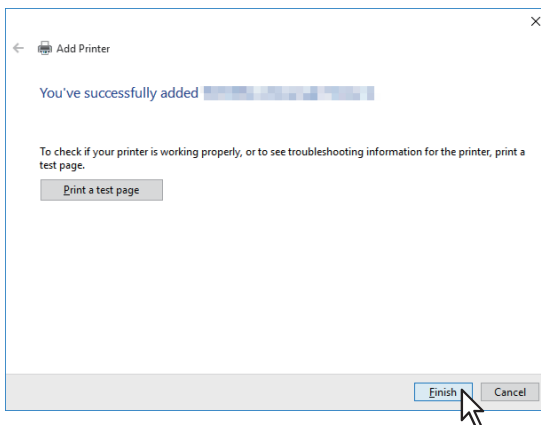 Add Printer
You've successfully added
To check if your printer is working properly, or to see troubleshooting information for the printer, print a
test page.
Print a test page
Finish
Cancel